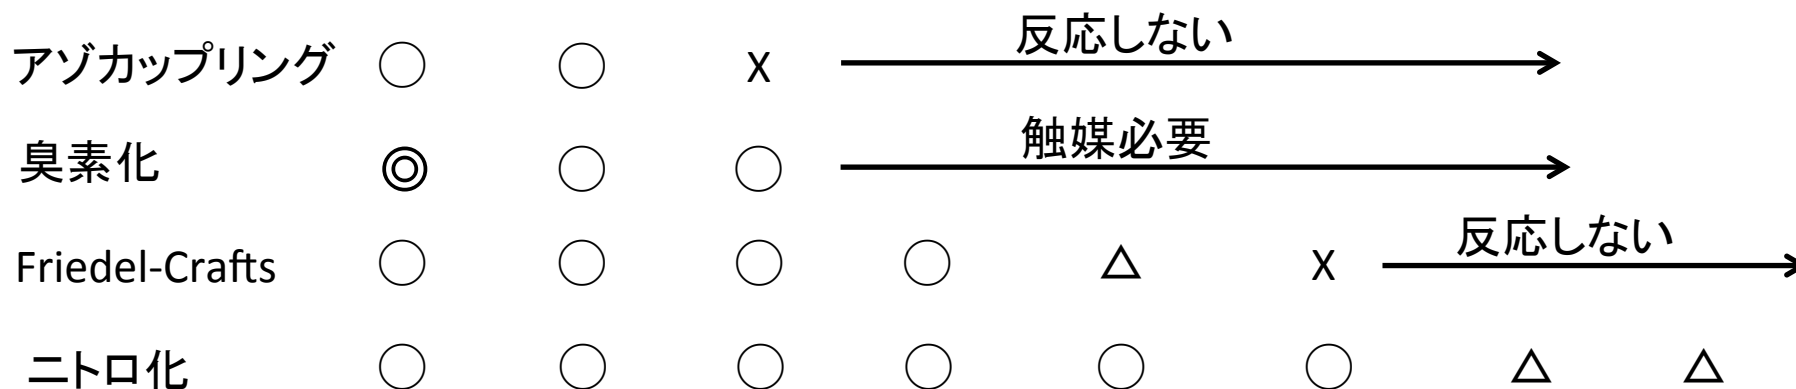 アゾカップリング ○ ○ X 反応しない
臭素化 ◎ ○ ○ 触媒必要
Friedel-Crafts ○ ○ ○ ○ △ X 反応しない
ニトロ化 ○ ○ ○ ○ ○ ○ △ △